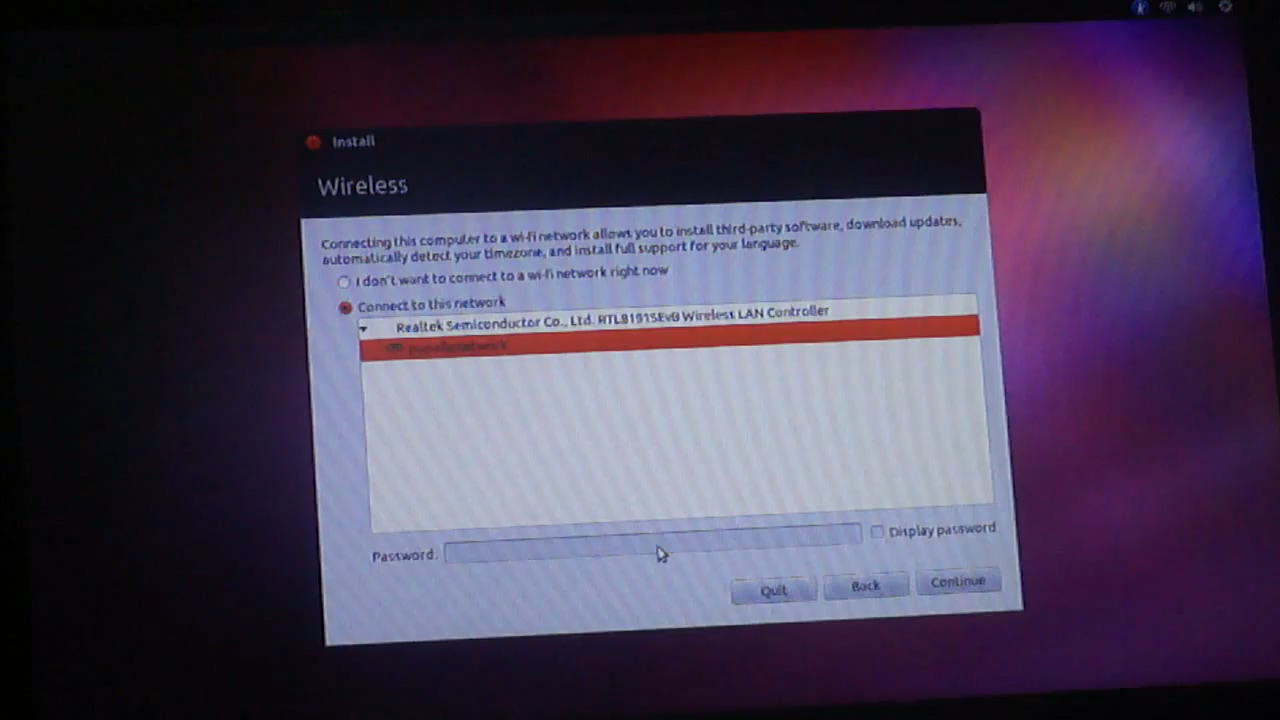 Install
Wireless
Connecting this computer to a wi-fi network allows you to install third-party software, download updates,
automatically detect your timezone, and install full support for your language.
I don't want to connect to a wi-fi network right now
Connect to this network
Realtek Semiconductor Co., Ltd. RTL8191SEvB Wireless LAN Controller
Password:
Display password
Quit
Back
Continue